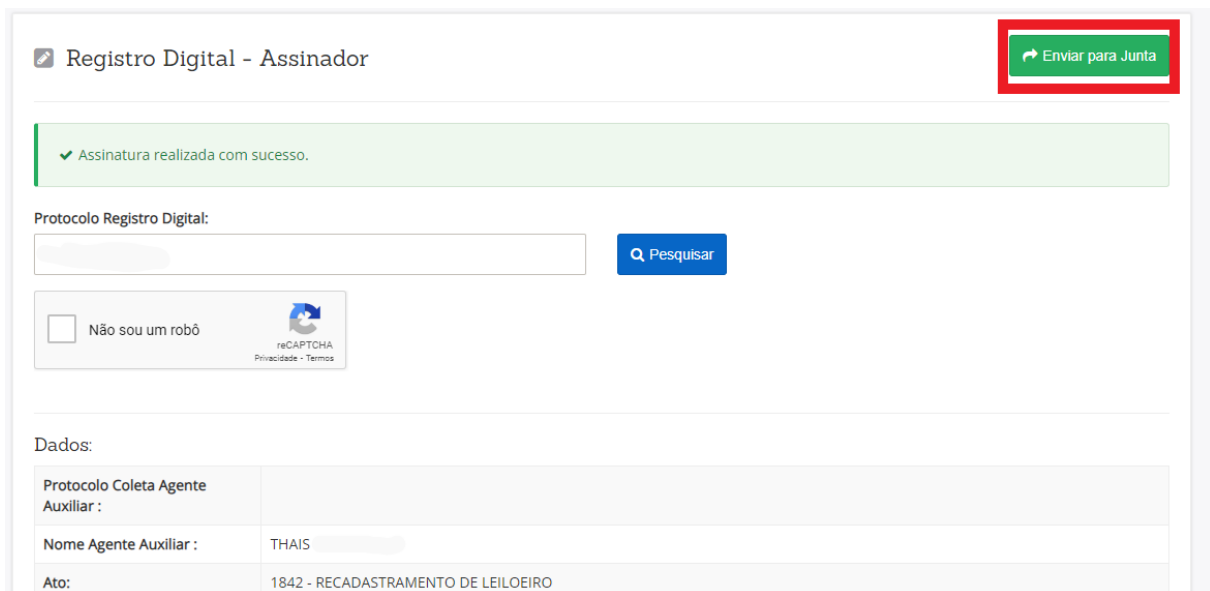 Registro Digital - Assinador
Enviar para Junta
Assinatura realizada com sucesso.
Protocolo Registro Digital:
Pesquisar
Não sou um robô
reCAPTCHA
Privacidade - Termos
Dados:
Protocolo Coleta Agente
Auxiliar :
Nome Agente Auxiliar : THAIS
Ato: 1842 - RECADASTRAMENTO DE LEILOEIRO